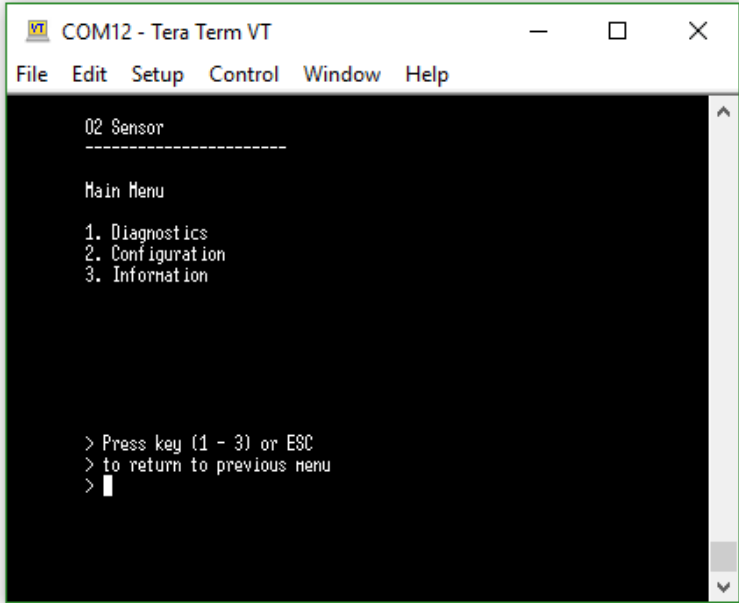 COM12 - Tera Term VT
File Edit Setup Control Window Help
O2 Sensor
-----------------------
Main Menu
1. Diagnostics
2. Configuration
3. Information
> Press key (1 - 3) or ESC
> to return to previous menu
>